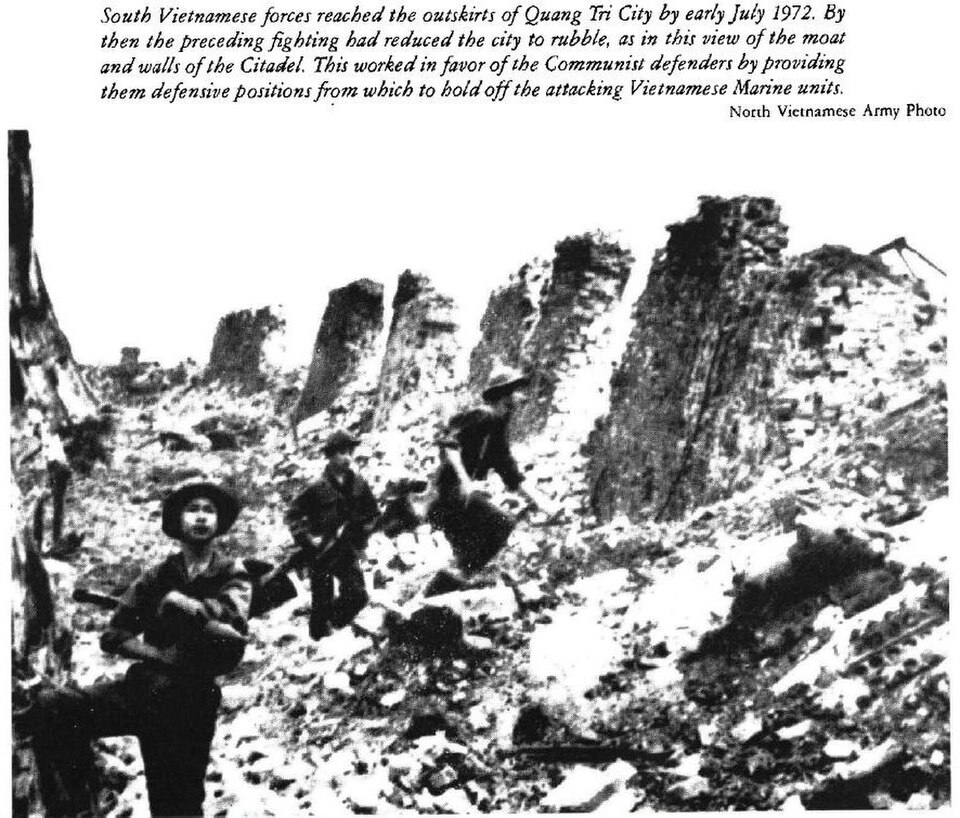 South Vietnamese forces reached the outskirts of Quang Tri City by early July 1972. By
then the preceding fighting had reduced the city to rubble, as in this view of the moat
and walls of the Citadel. This worked in favor of the Communist defenders by providing
them defensive positions from which to hold off the attacking Vietnamese Marine units.
North Vietnamese Army Photo